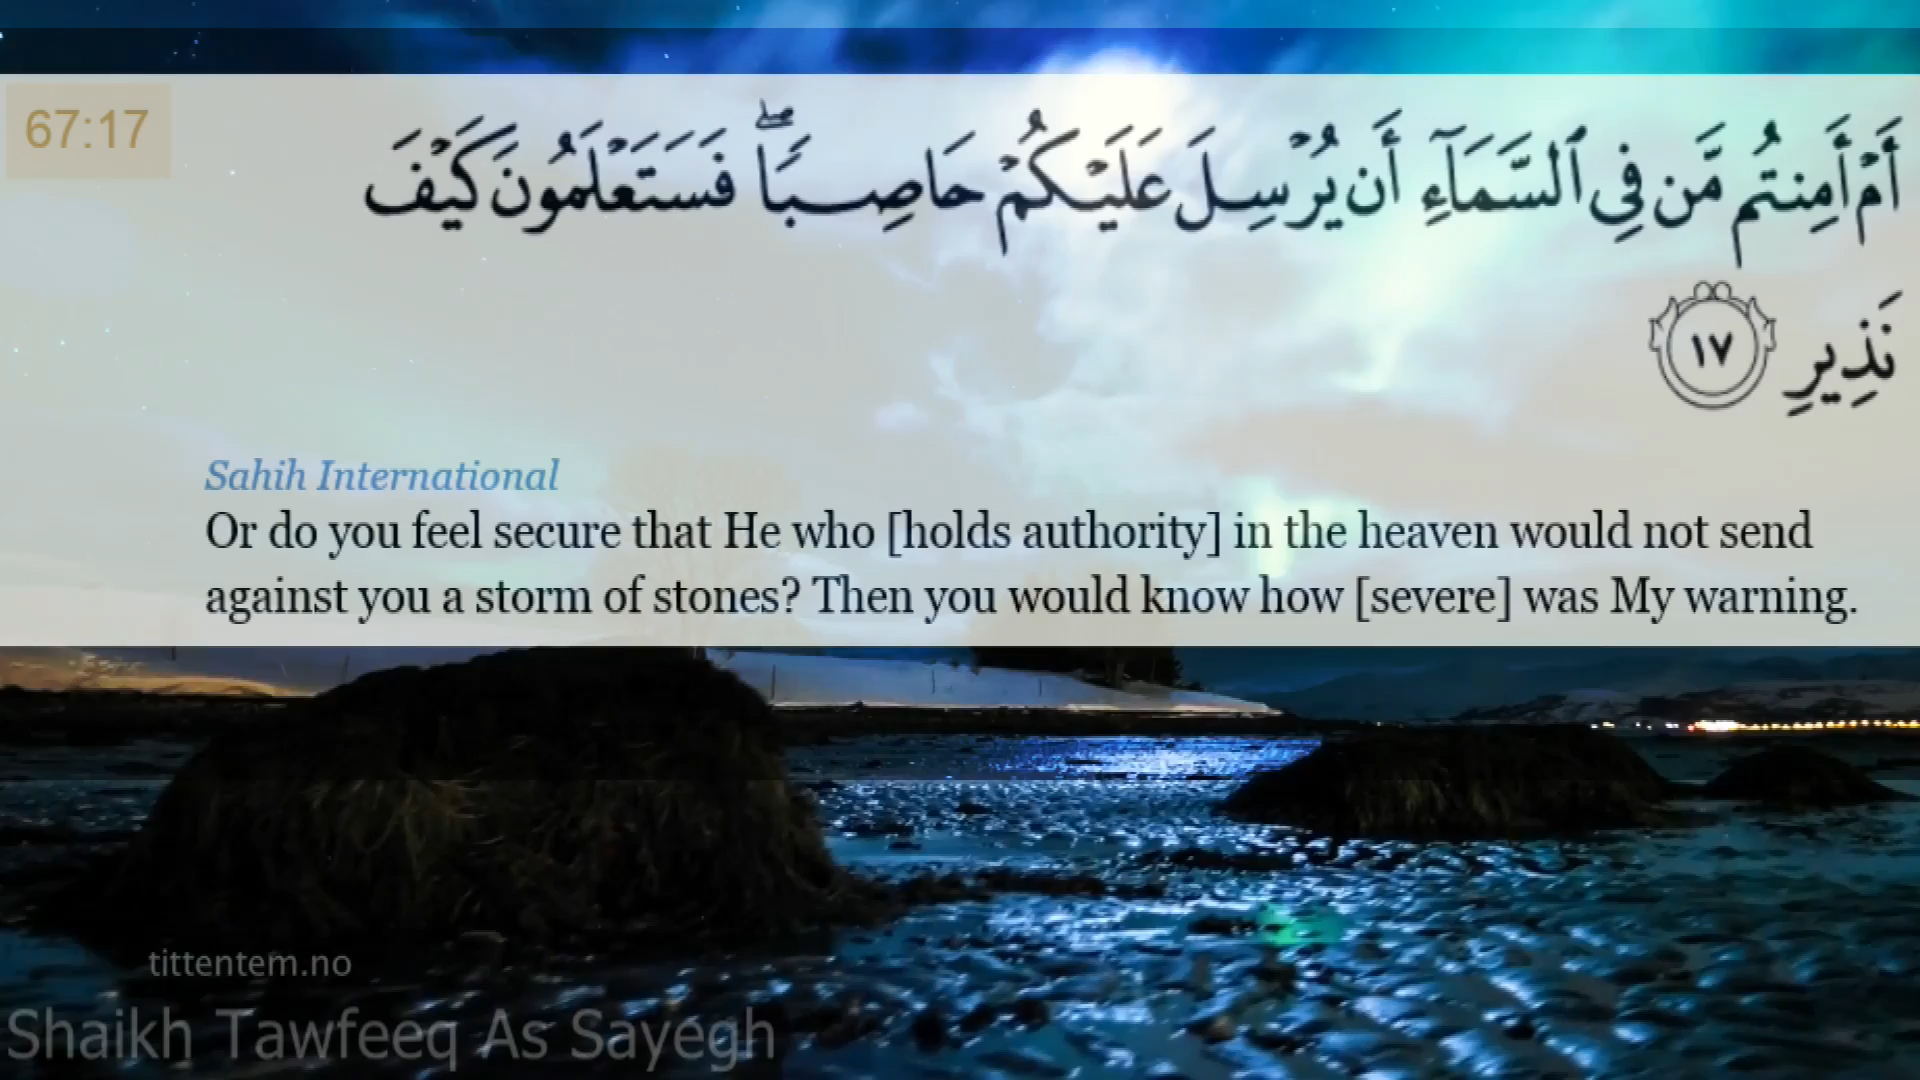 67:17
أَمْ أَمِنتُم مَّن فِى ٱلسَّمَآءِ أَن يُرْسِلَ عَلَيْكُمْ حَاصِبًۭا ۖ فَسَتَعْلَمُونَ كَيْفَ
نَذِيرِ ١٧
Sahih International
Or do you feel secure that He who [holds authority] in the heaven would not send
against you a storm of stones? Then you would know how [severe] was My warning.
tittentem.no
Shaikh Tawfeeq As Sayegh